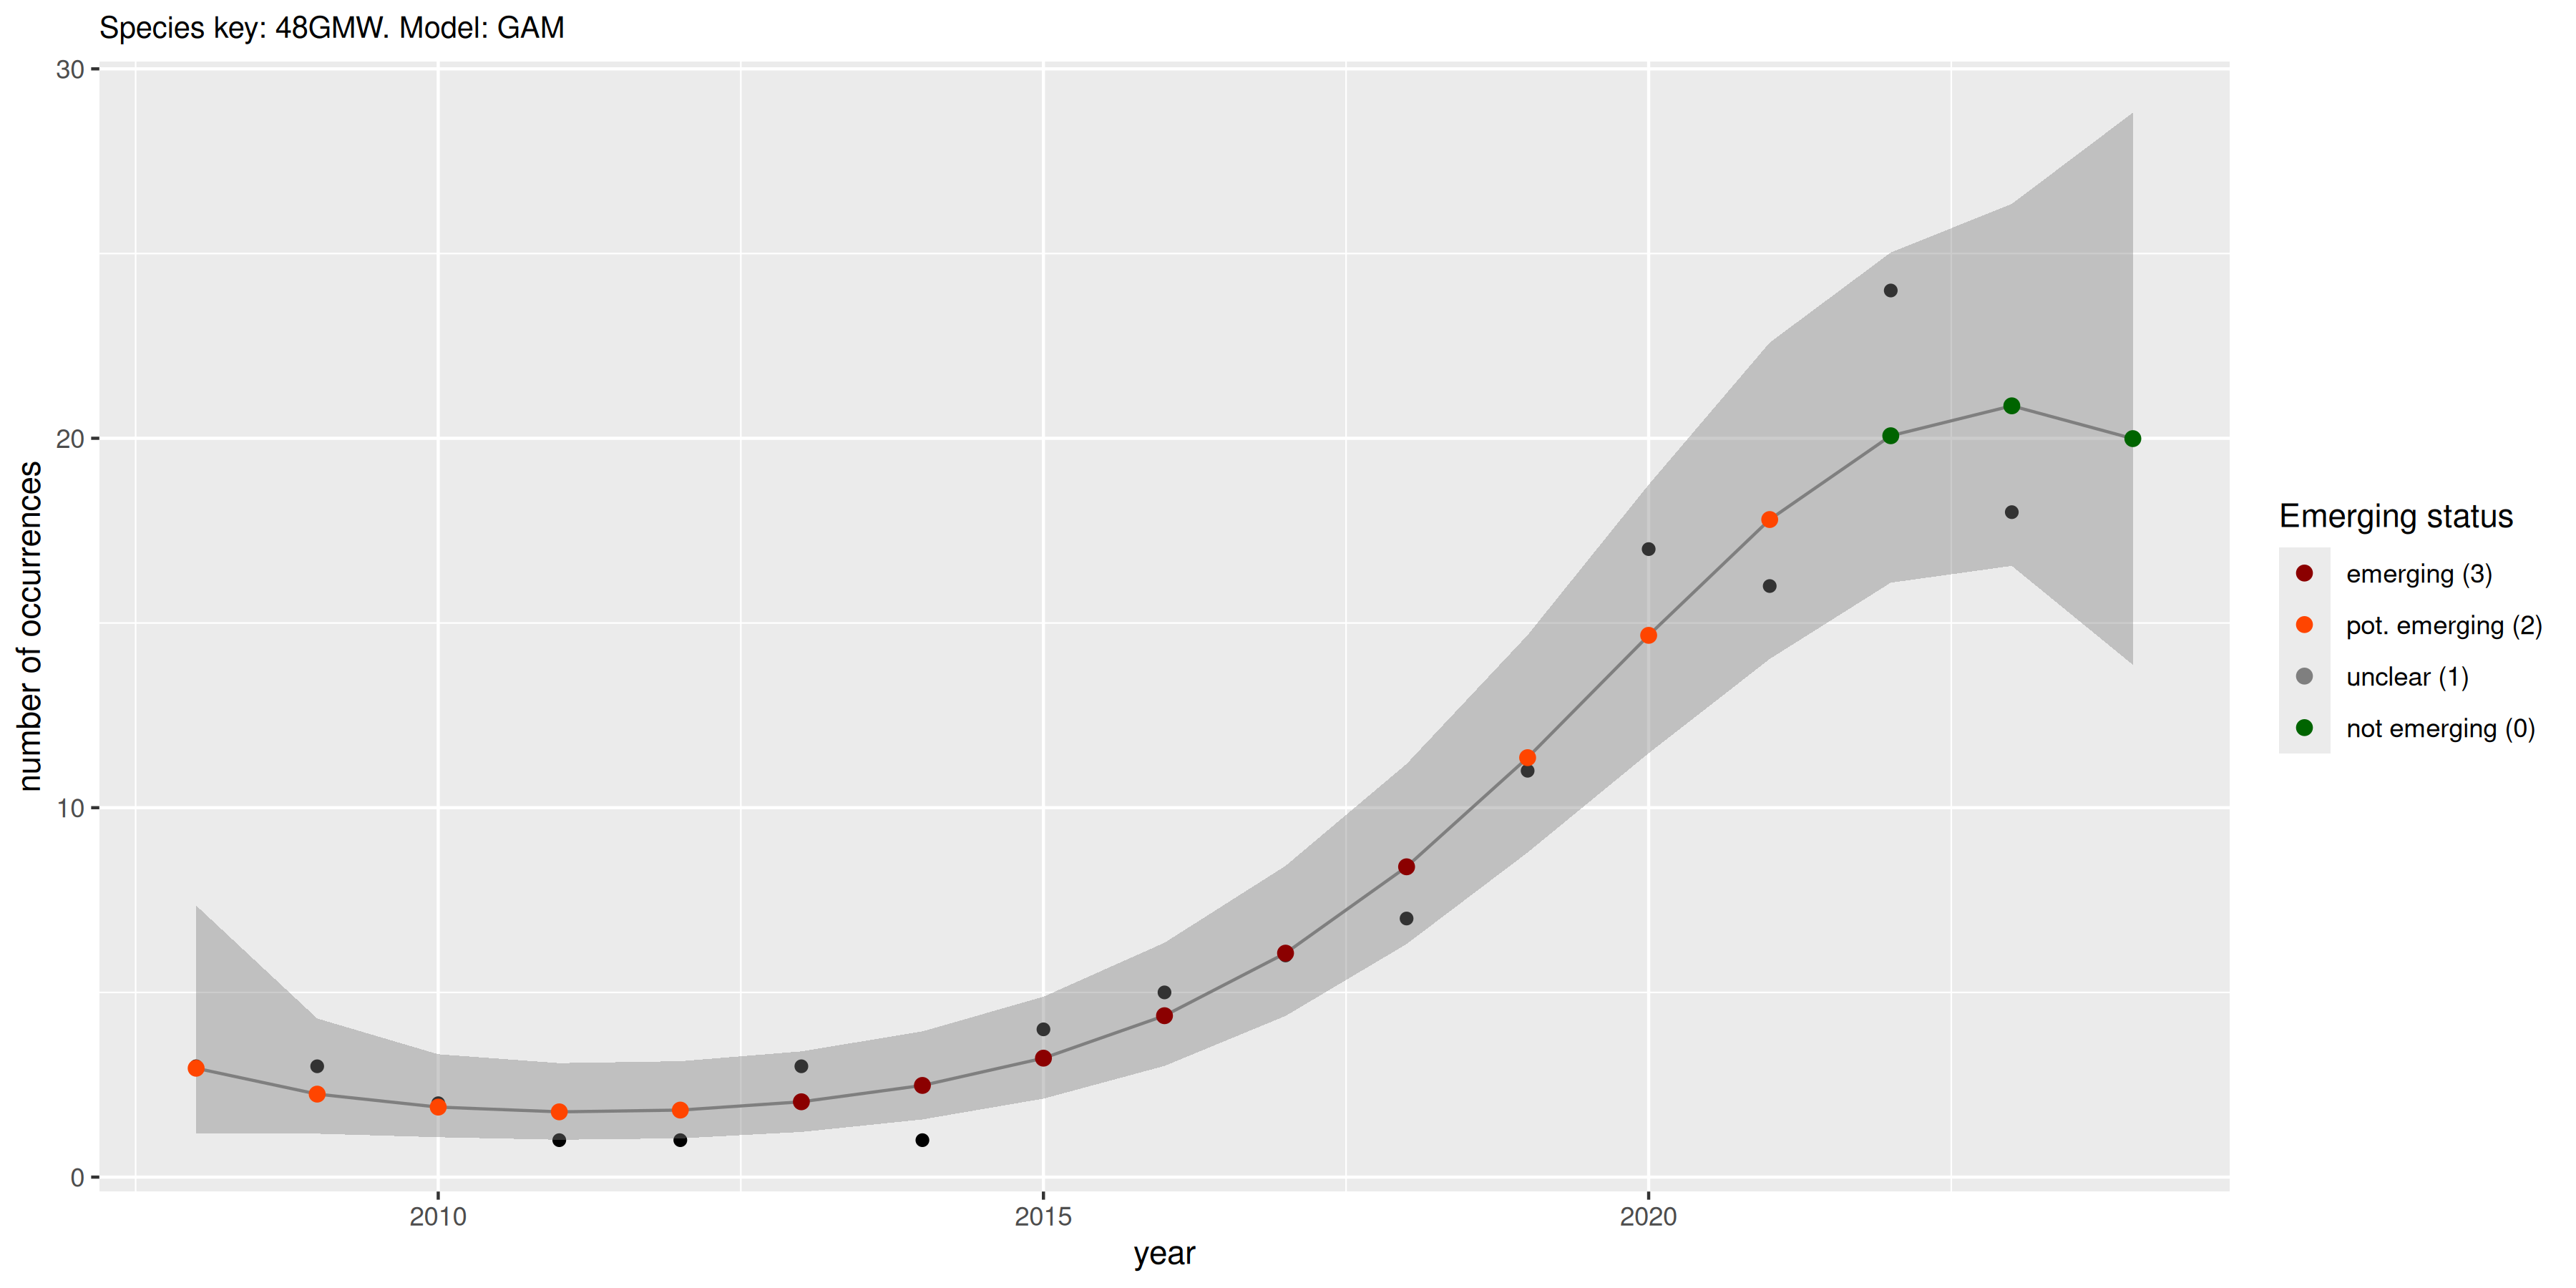 Species key: 48GMW. Model: GAM
30
20
10
0
number of occurrences
2010
2015
2020
year
Emerging status
emerging (3)
pot. emerging (2)
unclear (1)
not emerging (0)